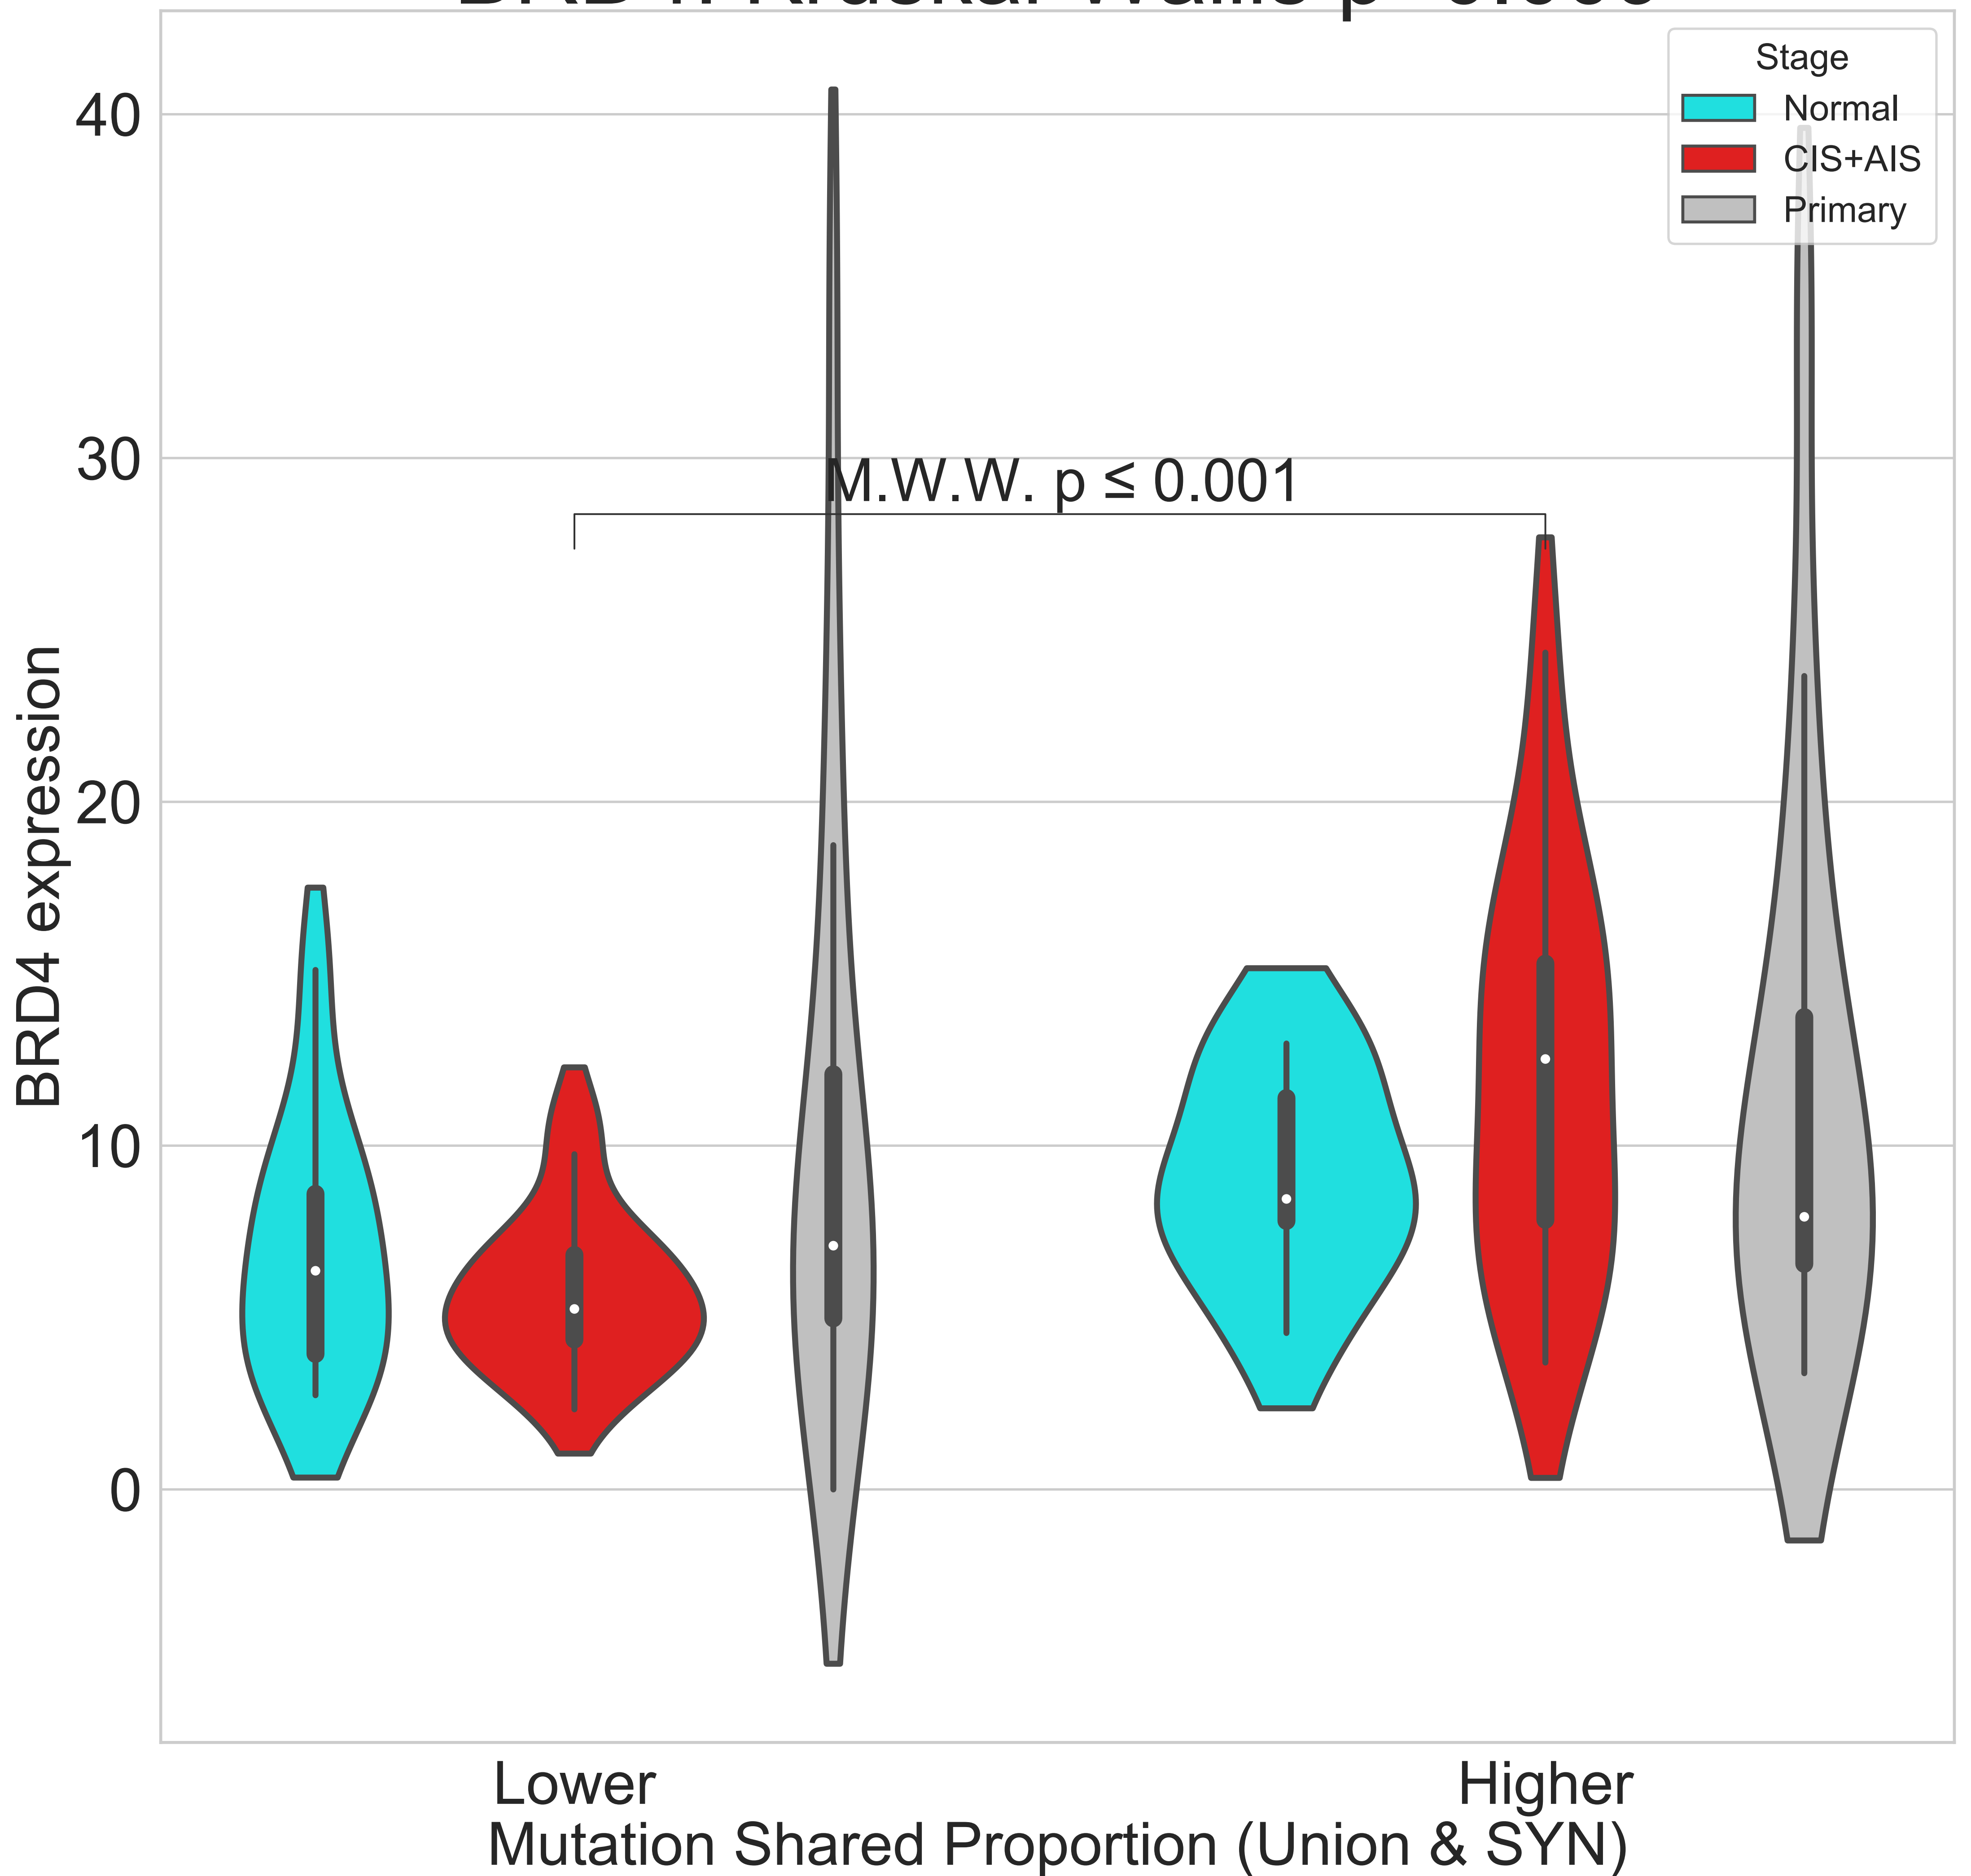 Stage
Normal
CIS+AIS
Primary
40
30
20
10
0
M.W.W. p ≤ 0.001
BRD4 expression
Lower
Higher
Mutation Shared Proportion (Union & SYN)